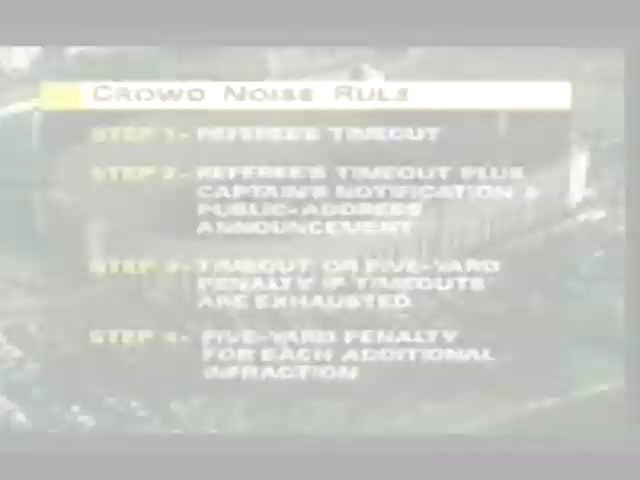 CROWD NOISE RULE
STEP 1- REFEREE'S TIMEOUT
STEP 2- REFEREE'S TIMEOUT PLUS
CAPTAIN'S NOTIFICATION &
PUBLIC-ADDRESS
ANNOUNCEMENT
STEP 3- TIMEOUT OR FIVE-YARD
PENALTY IF TIMEOUTS
ARE EXHAUSTED
STEP 4- FIVE-YARD PENALTY
FOR EACH ADDITIONAL
INFRACTION